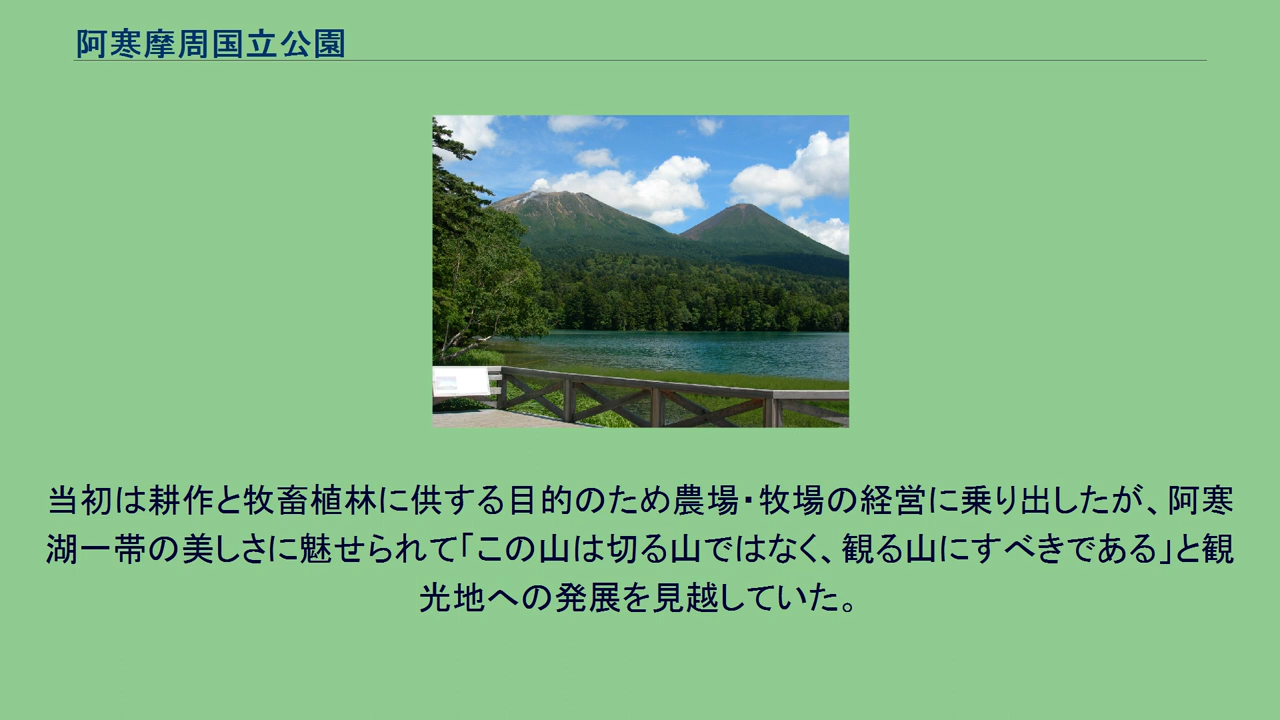 阿寒摩周国立公園
当初は耕作と牧畜植林に供する目的のため農場・牧場の経営に乗り出したが、阿寒
湖一帯の美しさに魅せられて「この山は切る山ではなく、観る山にすべきである」と観
光地への発展を見越していた。